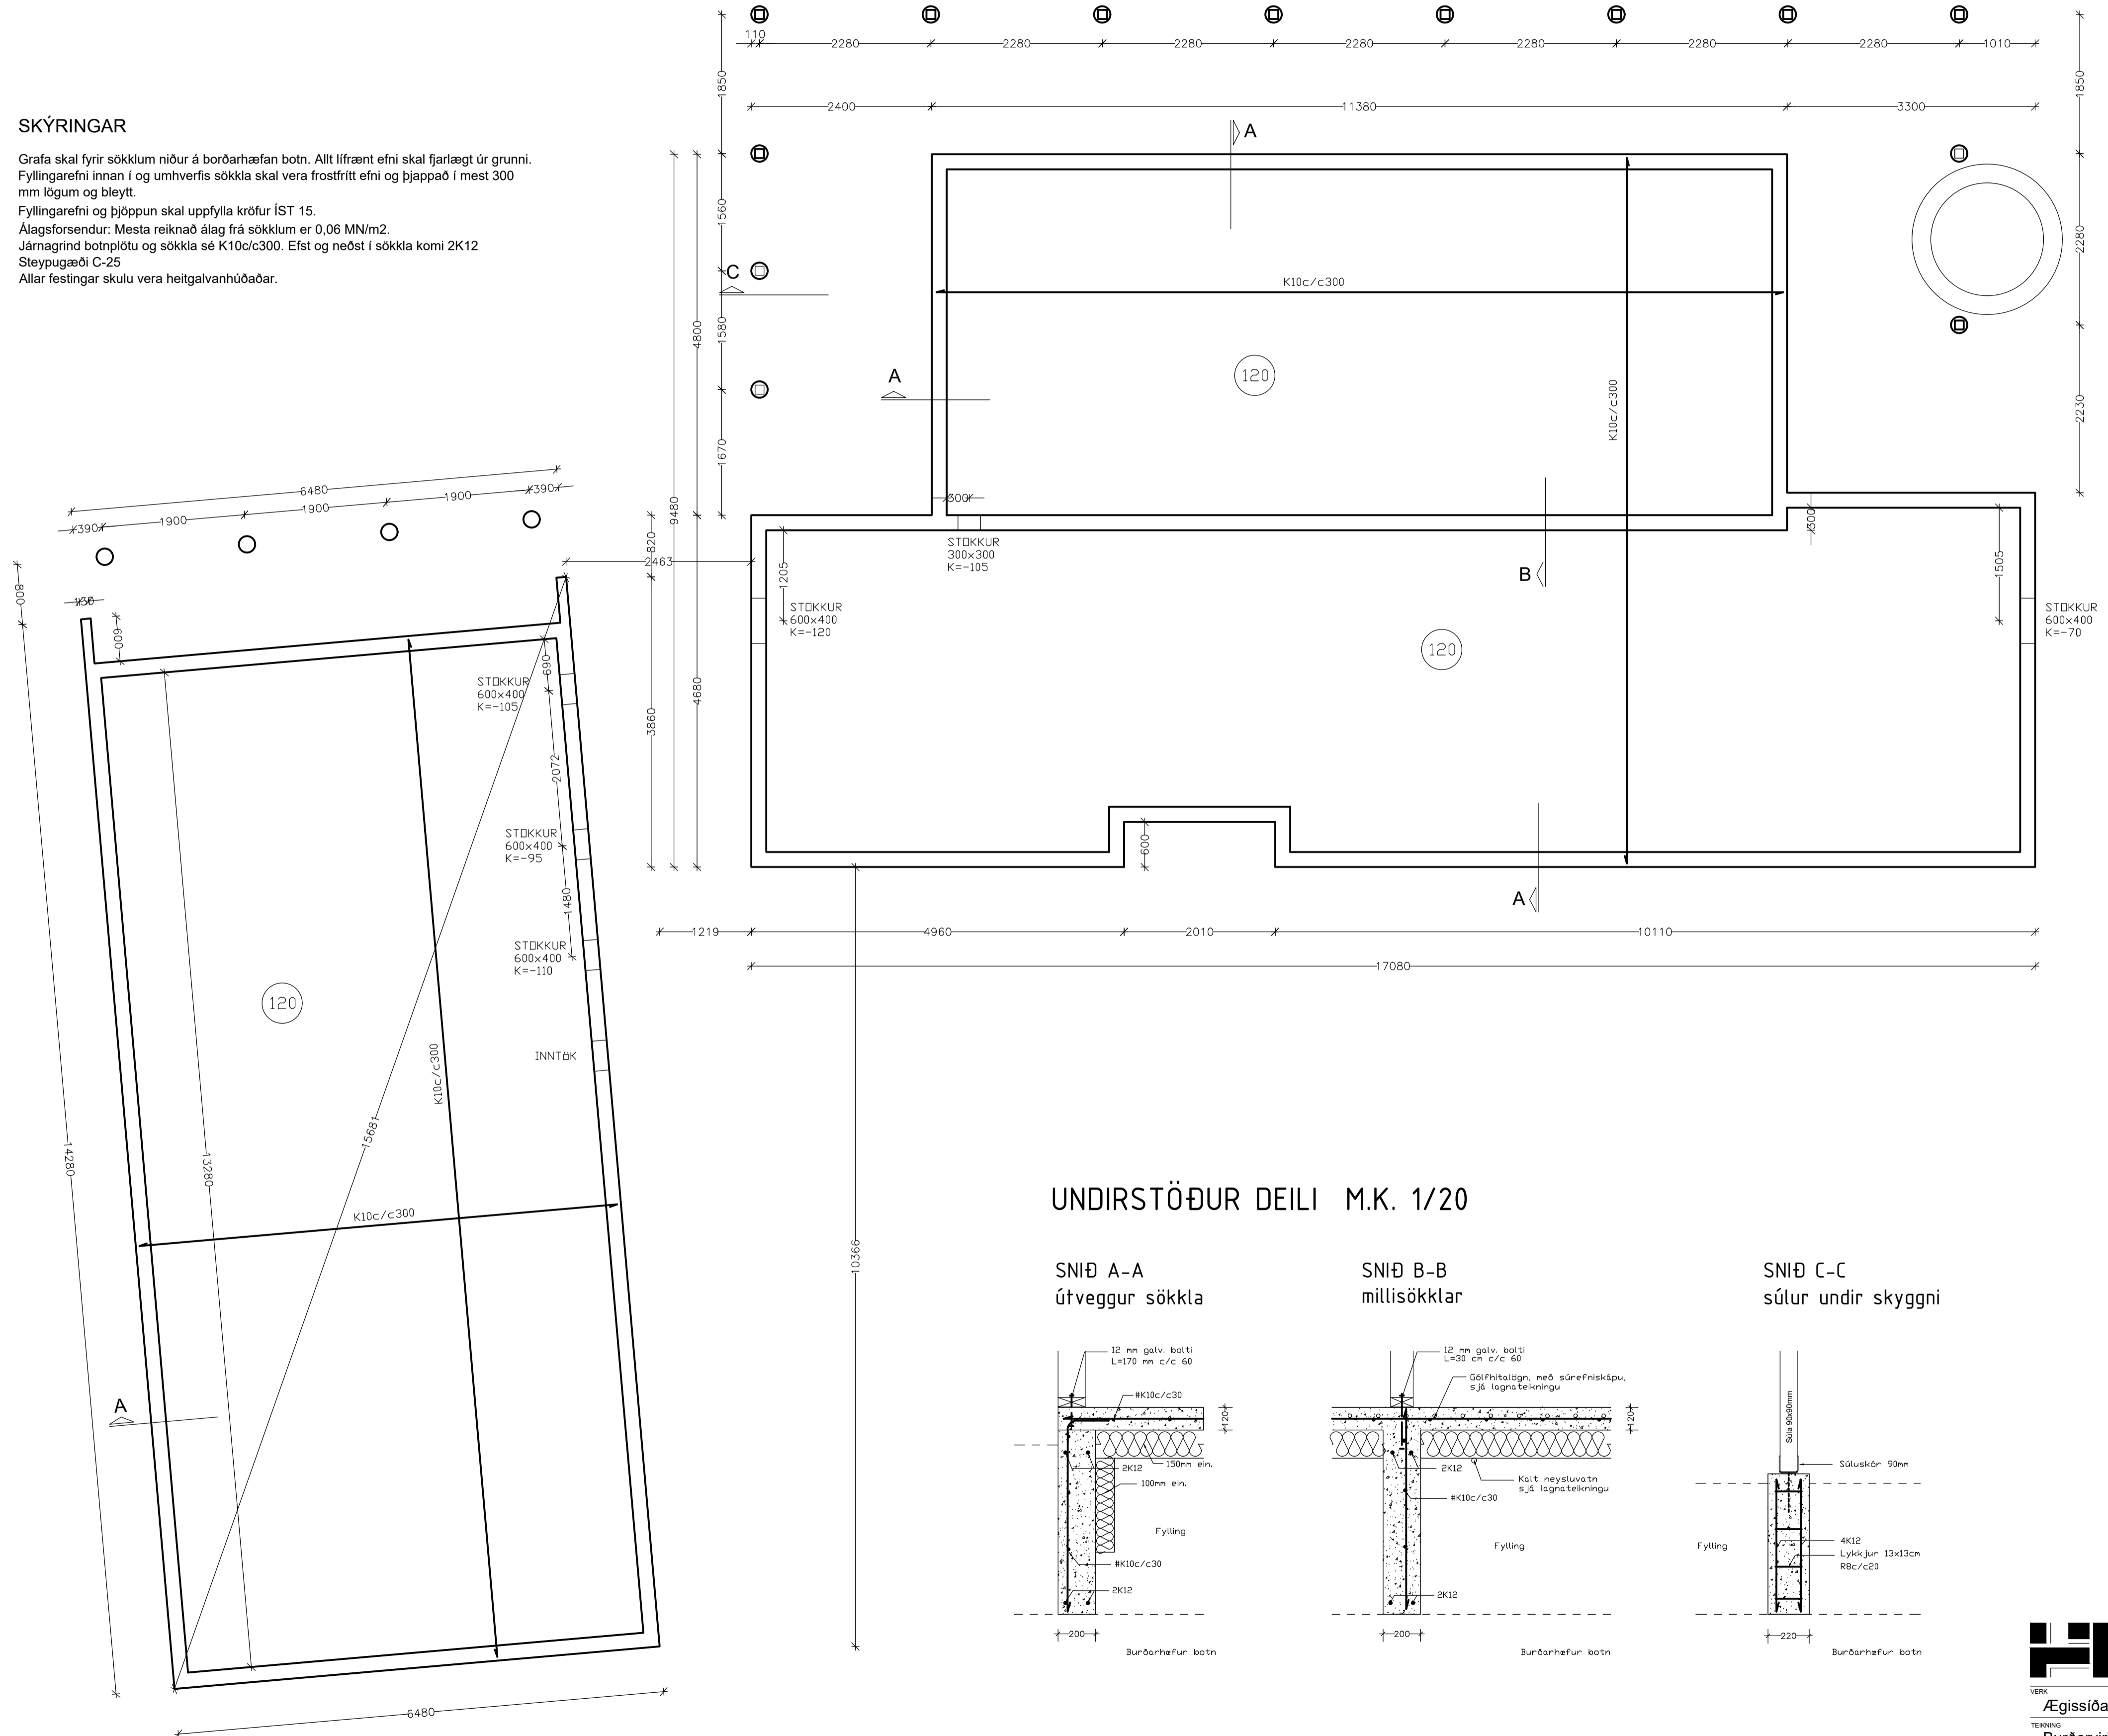 SKÝRINGAR
Grafa skal fyrir sökklum niður á borðarhæfan botn. Allt lífrænt efni skal fjarlægt úr grunni.
Fyllingarefni innan í og umhverfis sökkla skal vera frostfrítt efni og þjappað í mest 300
mm lögum og bleytt.
Fyllingarefni og þjöppun skal uppfylla kröfur ÍST 15.
Álagsforsendur: Mesta reiknað álag frá sökklum er 0,06 MN/m2.
Járnagrind botnplötu og sökkla sé K10c/c300. Efst og neðst í sökkla komi 2K12
Steypugæði C-25
Allar festingar skulu vera heitgalvanhúðaðar.
110
2280
2280
2280
2280
2280
2280
2280
1010
2400
11380
3300
1850
1560
1580
1670
4800
9480
4680
820
3860
2463
1850
2280
2230
A
C
A
K10c/c300
K10c/c300
120
300
STOKKUR
300x300
K=-105
1205
STOKKUR
600x400
K=-120
B
120
300
1505
STOKKUR
600x400
K=-70
600
A
1219
4960
2010
10110
17080
10366
6480
390
1900
1900
1900
390
800
130
600
690
STOKKUR
600x400
K=-105
2072
STOKKUR
600x400
K=-95
1480
STOKKUR
600x400
K=-110
INNTÖK
120
K10c/c300
15681
14280
13280
K10c/c300
A
6480
UNDIRSTÖÐUR DEILI M.K. 1/20
SNIÐ A-A
útveggur sökkla
12 mm galv. bolti
L=170 mm c/c 60
#K10c/c30
120
2K12
150mm ein.
100mm ein.
Fylling
#K10c/c30
2K12
200
Burðarhæfur botn
SNIÐ B-B
millisökklar
12 mm galv. bolti
L=30 cm c/c 60
Gólfhitalögn, með súrefniskápu,
sjá lagnateikningu
120
2K12
Kalt neysluvatn
sjá lagnateikningu
#K10c/c30
Fylling
2K12
200
Burðarhæfur botn
SNIÐ C-C
súlur undir skyggni
Súla 90x90mm
Súluskór 90mm
Fylling
4K12
Lykkjur 13x13cm
R8c/c20
220
Burðarhæfur botn
VERK
Ægissíða
TEIKNING